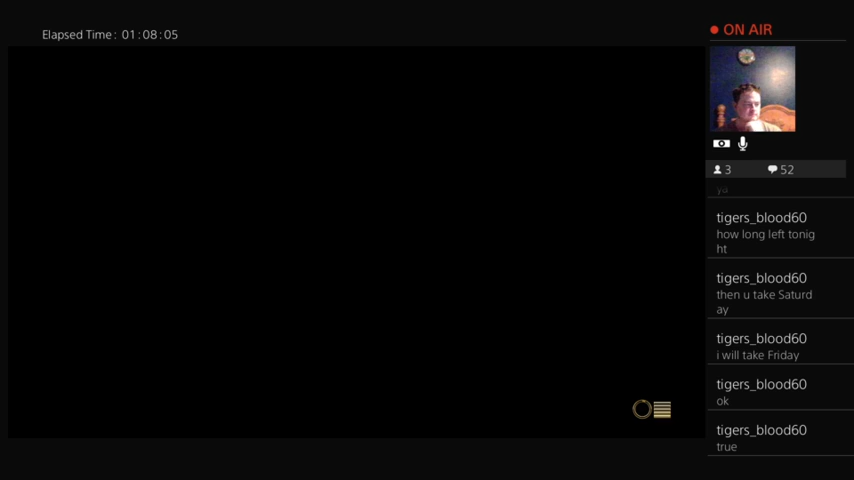 Elapsed Time: 01:08:05
ON AIR
3 52
ya
tigers_blood60
how long left tonig
ht
tigers_blood60
then u take Saturd
ay
tigers_blood60
i will take Friday
tigers_blood60
ok
tigers_blood60
true